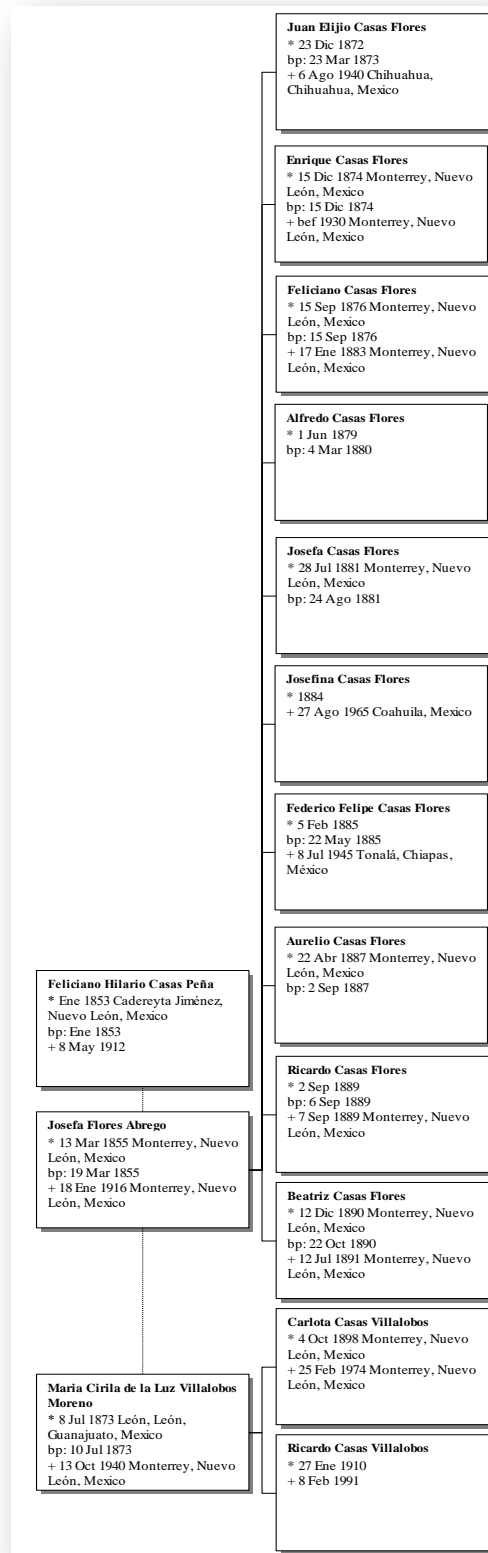 Juan Elijio Casas Flores
* 23 Dic 1872
bp: 23 Mar 1873
+ 6 Ago 1940 Chihuahua,
Chihuahua, Mexico
Enrique Casas Flores
* 15 Dic 1874 Monterrey, Nuevo
León, Mexico
bp: 15 Dic 1874
+ bef 1930 Monterrey, Nuevo
León, Mexico
Feliciano Casas Flores
* 15 Sep 1876 Monterrey, Nuevo
León, Mexico
bp: 15 Sep 1876
+ 17 Ene 1883 Monterrey, Nuevo
León, Mexico
Alfredo Casas Flores
* 1 Jun 1879
bp: 4 Mar 1880
Josefa Casas Flores
* 28 Jul 1881 Monterrey, Nuevo
León, Mexico
bp: 24 Ago 1881
Josefina Casas Flores
* 1884
+ 27 Ago 1965 Coahuila, Mexico
Federico Felipe Casas Flores
* 5 Feb 1885
bp: 22 May 1885
+ 8 Jul 1945 Tonalá, Chiapas,
México
Aurelio Casas Flores
* 22 Abr 1887 Monterrey, Nuevo
León, Mexico
bp: 2 Sep 1887
Feliciano Hilario Casas Peña
* Ene 1853 Cadereyta Jiménez,
Nuevo León, Mexico
bp: Ene 1853
+ 8 May 1912
Ricardo Casas Flores
* 2 Sep 1889
bp: 6 Sep 1889
+ 7 Sep 1889 Monterrey, Nuevo
León, Mexico
Josefa Flores Abrego
* 13 Mar 1855 Monterrey, Nuevo
León, Mexico
bp: 19 Mar 1855
+ 18 Ene 1916 Monterrey, Nuevo
León, Mexico
Beatriz Casas Flores
* 12 Dic 1890 Monterrey, Nuevo
León, Mexico
bp: 22 Oct 1890
+ 12 Jul 1891 Monterrey, Nuevo
León, Mexico
Carlota Casas Villalobos
* 4 Oct 1898 Monterrey, Nuevo
León, Mexico
+ 25 Feb 1974 Monterrey, Nuevo
León, Mexico
Maria Cirila de la Luz Villalobos
Moreno
* 8 Jul 1873 León, León,
Guanajuato, Mexico
bp: 10 Jul 1873
+ 13 Oct 1940 Monterrey, Nuevo
León, Mexico
Ricardo Casas Villalobos
* 27 Ene 1910
+ 8 Feb 1991